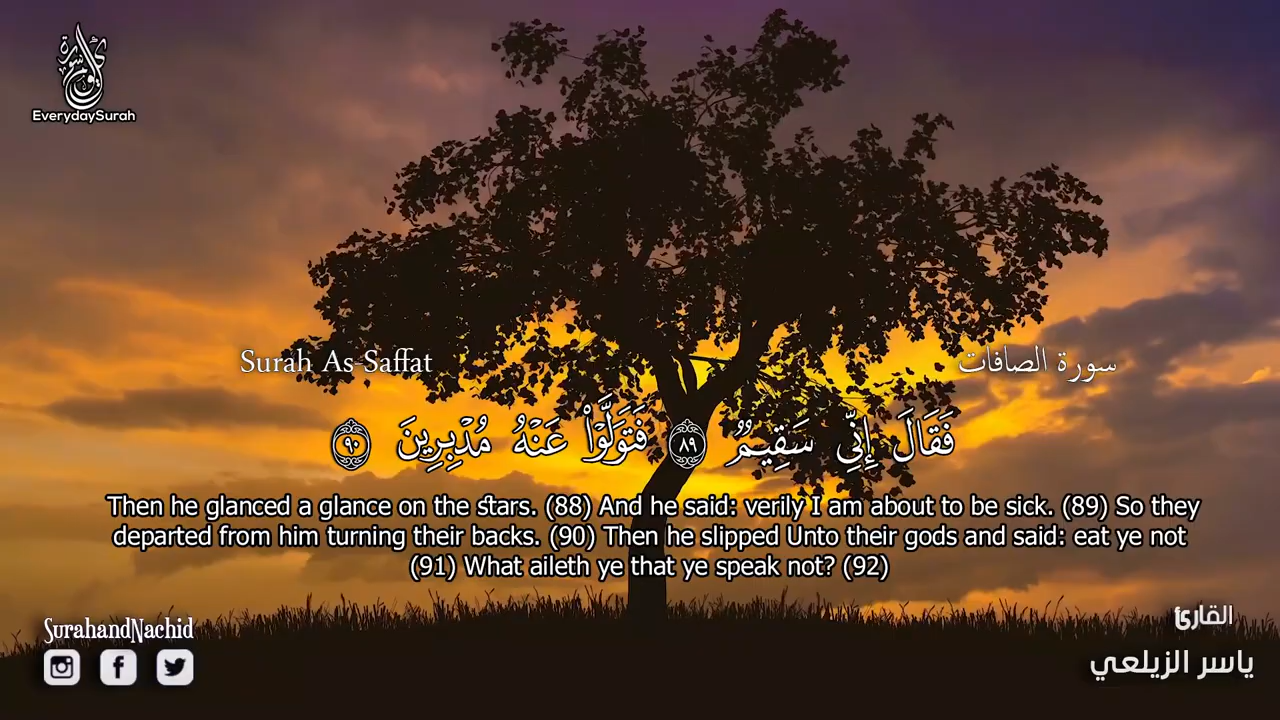 EverydaySurah
Surah As-Saffat
سورة الصافات
فَقَالَ إِنِّي سَقِيمٌ ٨٩ فَتَوَلَّوْا۟ عَنْهُ مُدْبِرِينَ ٩٠
Then he glanced a glance on the stars. (88) And he said: verily I am about to be sick. (89) So they
departed from him turning their backs. (90) Then he slipped Unto their gods and said: eat ye not
(91) What aileth ye that ye speak not? (92)
SurahandNachid
القارئ
ياسر الزيلعي